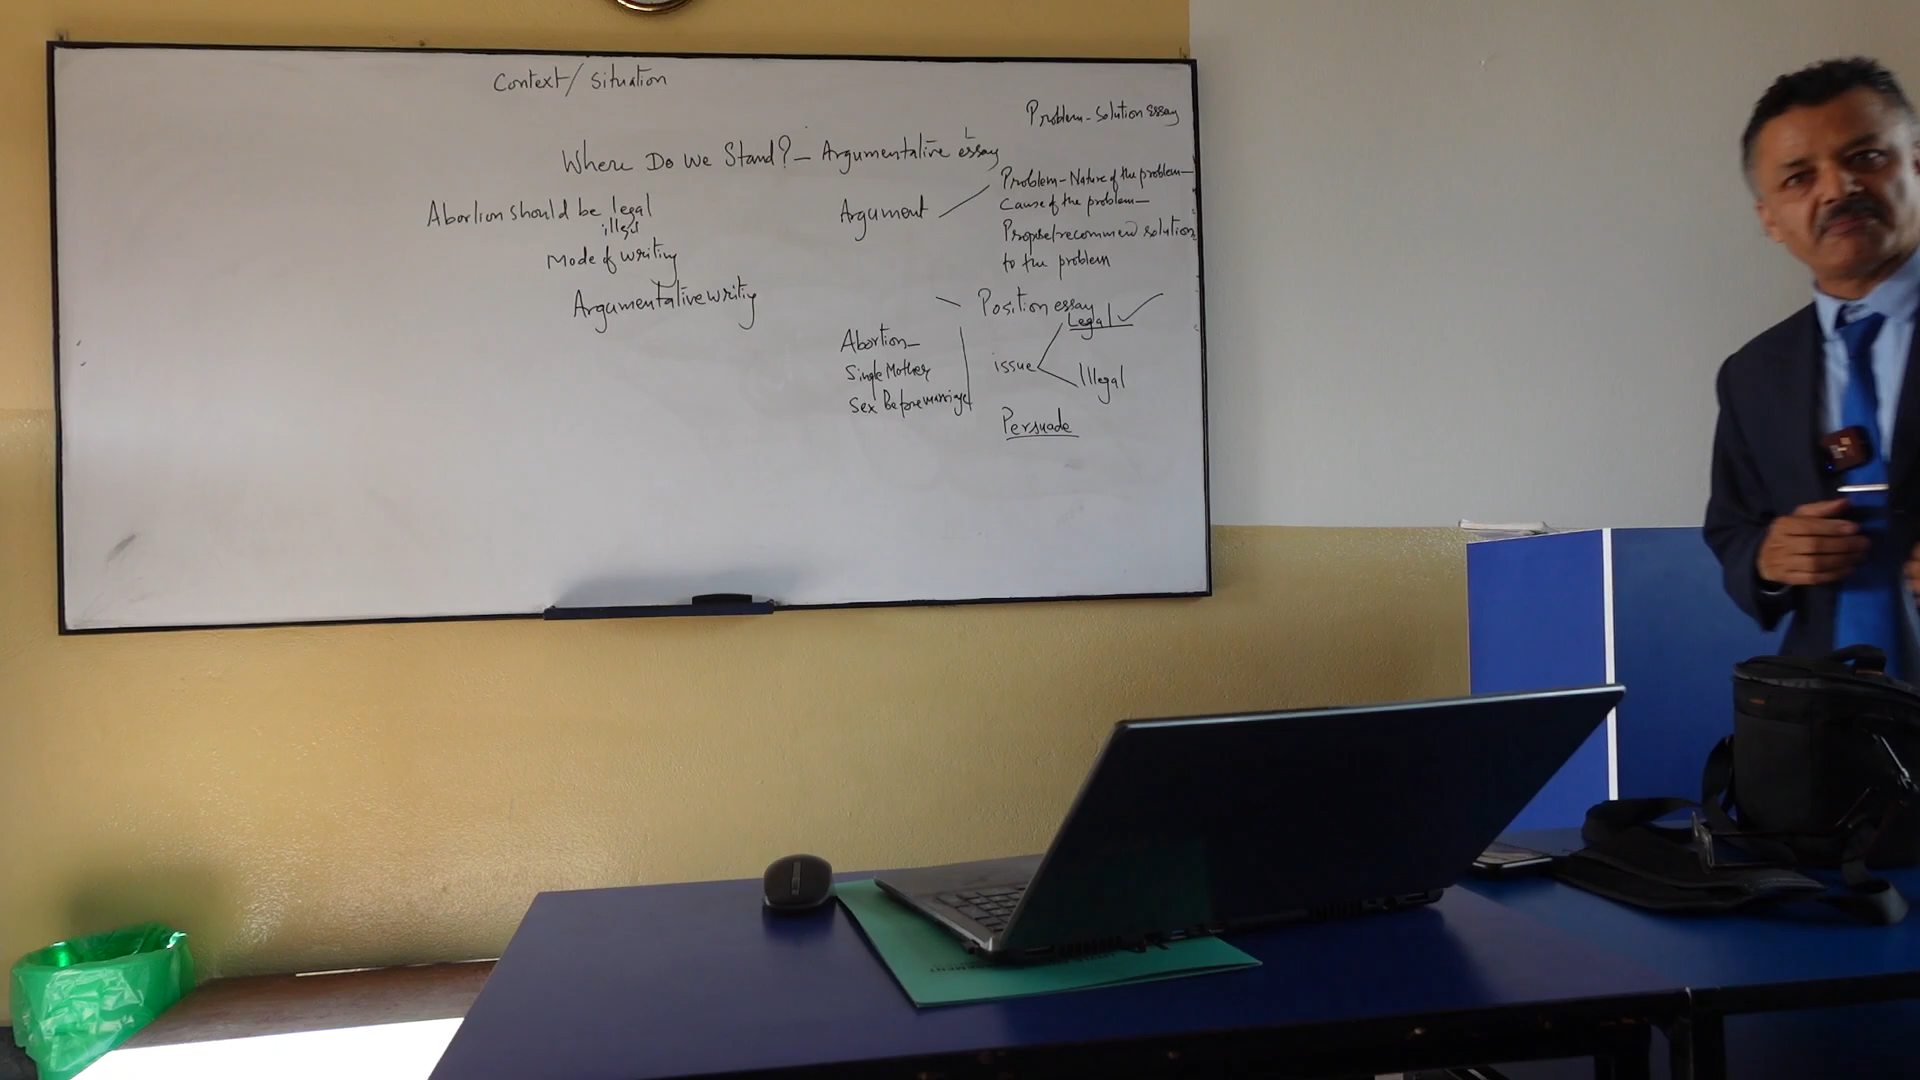 Context/ Situation
Problem-Solution essay
Where Do We Stand? - Argumentative essay
Abortion should be legal
illegal
Mode of writing
Argumentative writing
Argument
Problem - Nature of the problem -
Cause of the problem -
Propose/recommend solution
to the problem
Position essay
Legal
issue
Illegal
Persuade
Abortion -
Single Mother
Sex Before marriage